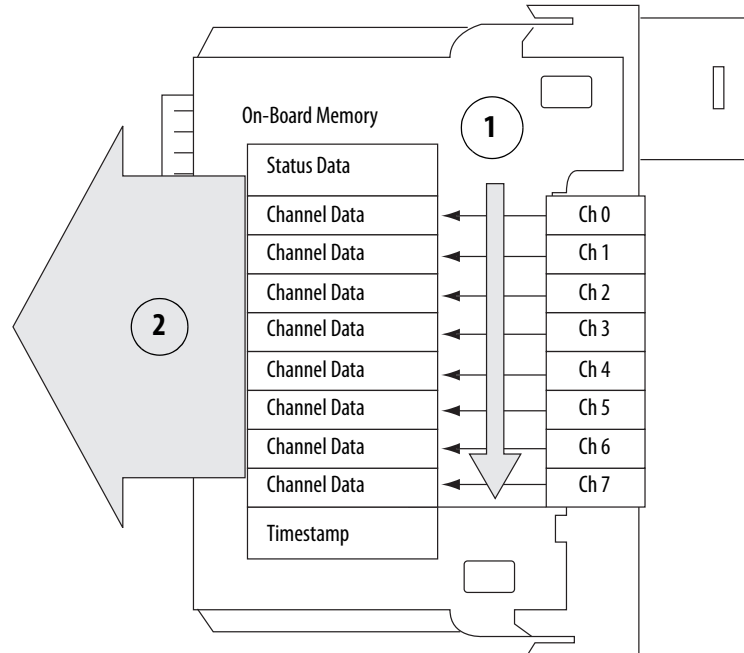 On-Board Memory
1
Status Data
Channel Data Ch 0
Channel Data Ch 1
Channel Data Ch 2
2
Channel Data Ch 3
Channel Data Ch 4
Channel Data Ch 5
Channel Data Ch 6
Channel Data Ch 7
Timestamp